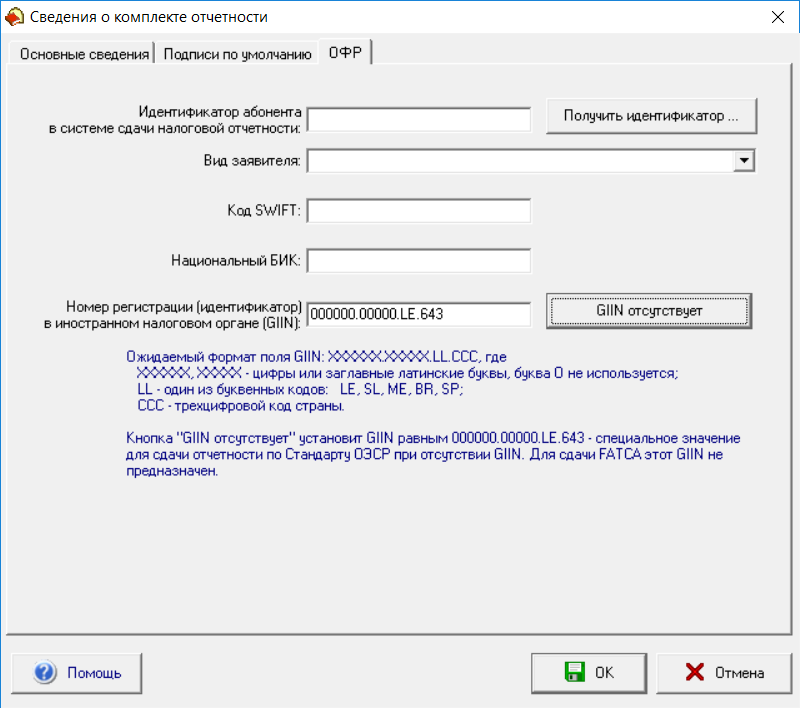 Сведения о комплекте отчетности
Основные сведения
Подписи по умолчанию
ОФР
Идентификатор абонента
в системе сдачи налоговой отчетности:
Получить идентификатор ...
Вид заявителя:
Код SWIFT:
Национальный БИК:
Номер регистрации (идентификатор)
в иностранном налоговом органе (GIIN):
000000.00000.LE.643
GIIN отсутствует
Ожидаемый формат поля GIIN: XXXXXX.XXXXX.LL.CCC, где
XXXXXX, XXXXX - цифры или заглавные латинские буквы, буква O не используется;
LL - один из буквенных кодов: LE, SL, ME, BR, SP;
CCC - трехцифровой код страны.
Кнопка "GIIN отсутствует" установит GIIN равным 000000.00000.LE.643 - специальное значение
для сдачи отчетности по Стандарту ОЭСР при отсутствии GIIN. Для сдачи FATCA этот GIIN не
предназначен.
Помощь
OK
Отмена